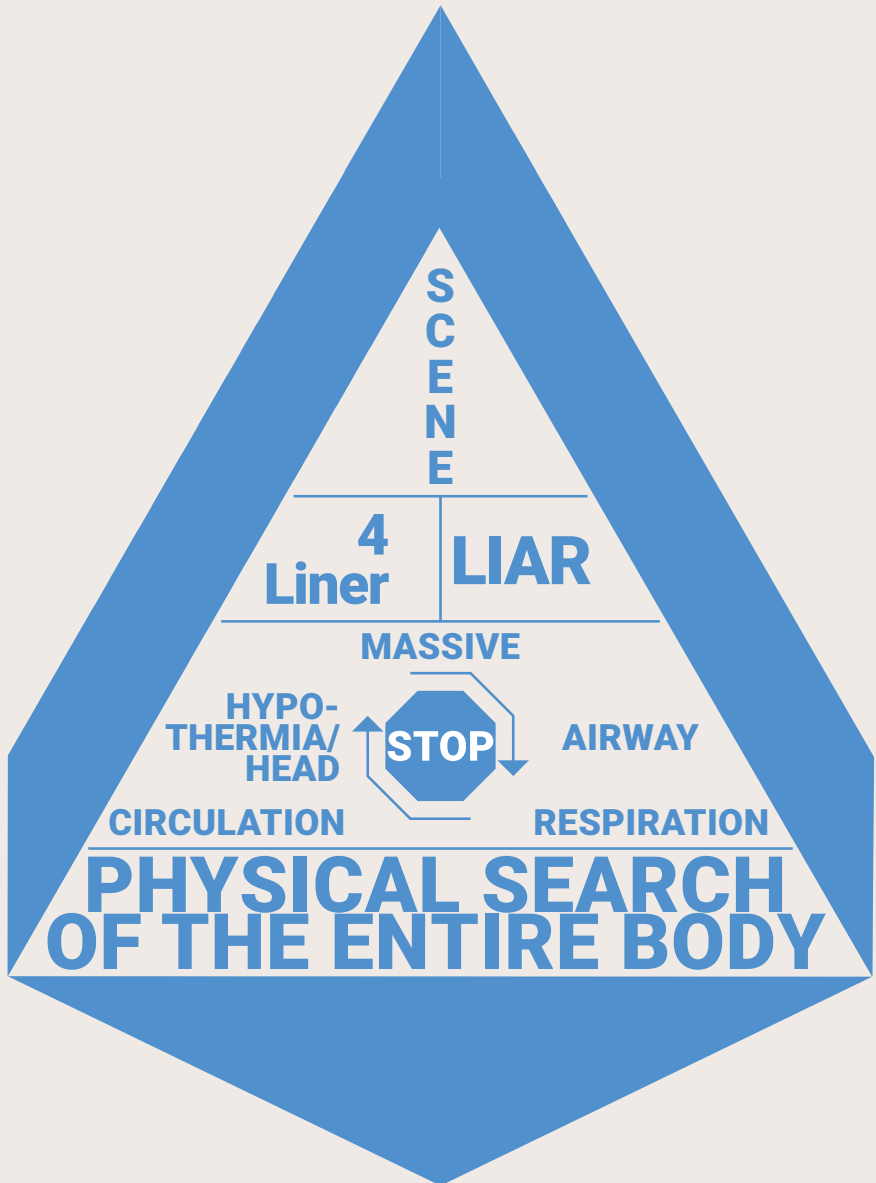 S
C
E
N
E
4
Liner
LIAR
MASSIVE
HYPO-
THERMIA/
HEAD
STOP
AIRWAY
CIRCULATION
RESPIRATION
PHYSICAL SEARCH
OF THE ENTIRE BODY